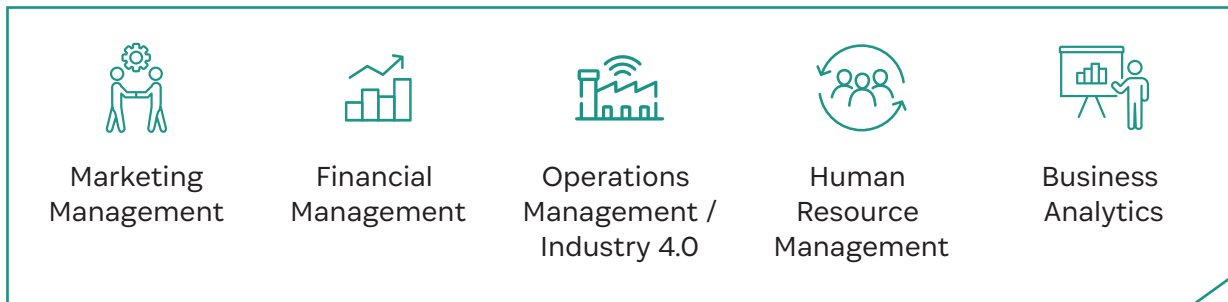 Marketing
Management
Financial
Management
Operations
Management /
Industry 4.0
Human
Resource
Management
Business
Analytics